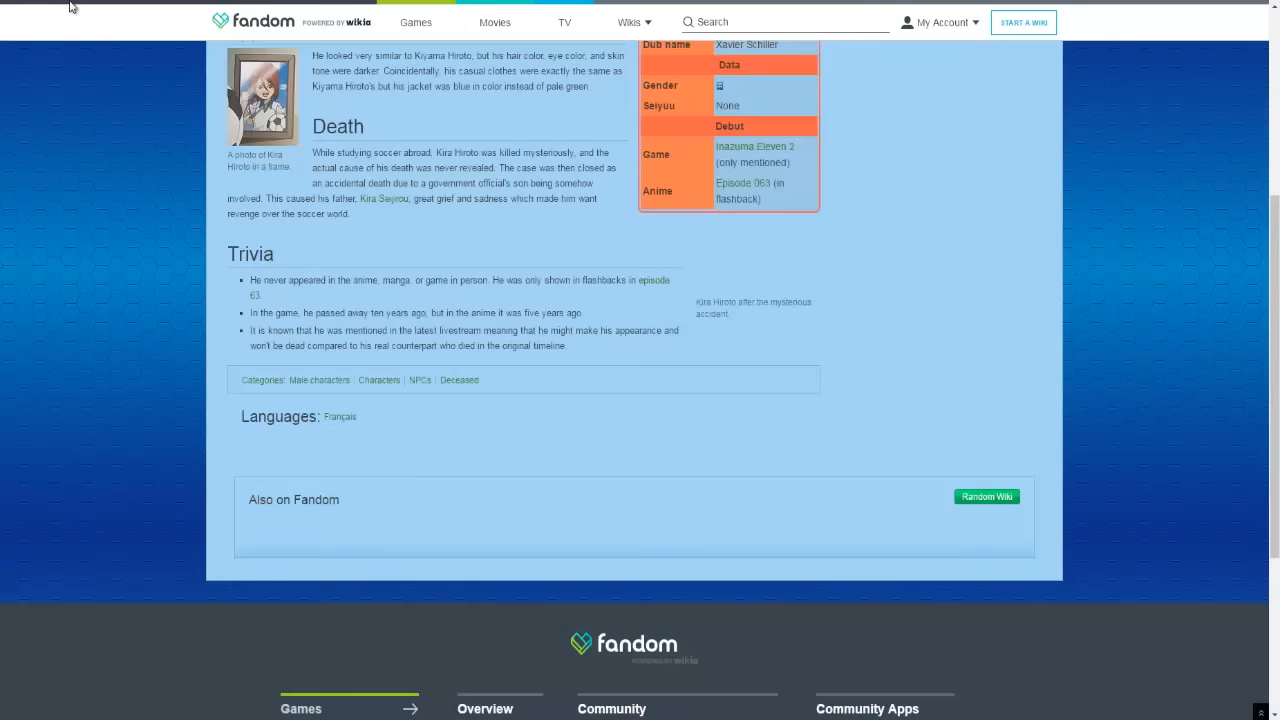 fandom POWERED BY wikia Games Movies TV Wikis Search My Account START A WIKI
He looked very similar to Kiyama Hiroto, but his hair color, eye color, and skin
tone were darker. Coincidentally, his casual clothes were exactly the same as
Kiyama Hiroto's but his jacket was blue in color instead of pale green.
A photo of Kira
Hiroto in a frame.
Death
While studying soccer abroad, Kira Hiroto was killed mysteriously, and the
actual cause of his death was never revealed. The case was then closed as
an accidental death due to a government official's son being somehow
involved. This caused his father, Kira Seijirou, great grief and sadness which made him want
revenge over the soccer world.
Dub name Xavier Schiller
Data
Gender
Seiyuu None
Debut
Game Inazuma Eleven 2
(only mentioned)
Anime Episode 063 (in
flashback)
Trivia
He never appeared in the anime, manga, or game in person. He was only shown in flashbacks in episode
63.
In the game, he passed away ten years ago, but in the anime it was five years ago.
It is known that he was mentioned in the latest livestream meaning that he might make his appearance and
won't be dead compared to his real counterpart who died in the original timeline.
Kira Hiroto after the mysterious
accident.
Categories: Male characters Characters NPCs Deceased
Languages: Français
Also on Fandom
Random Wiki
fandom
POWERED BY wikia
Games Overview Community Community Apps